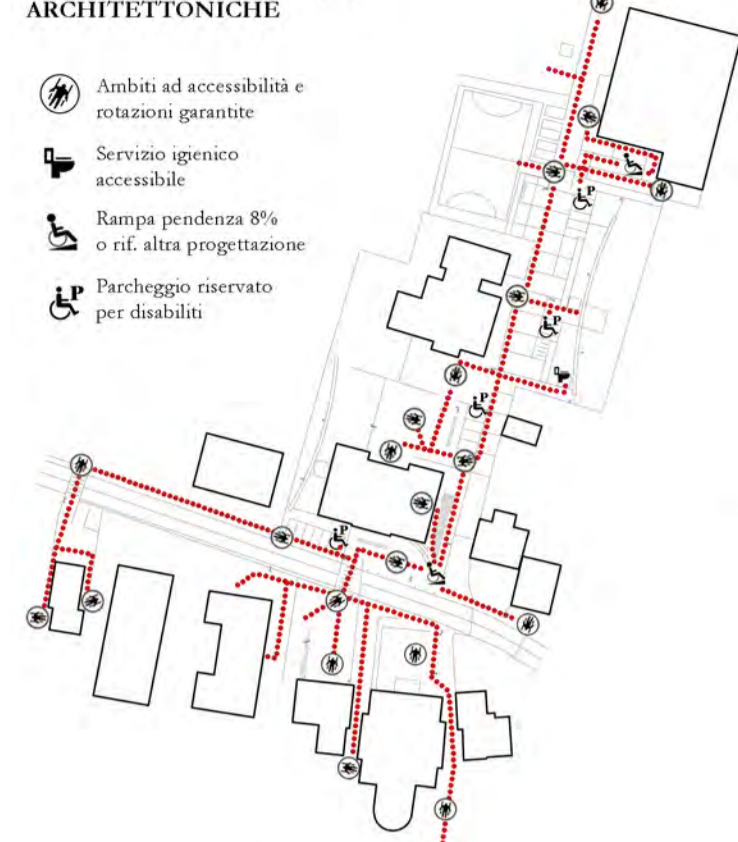 ARCHITETTONICHE
Ambiti ad accessibilità e
rotazioni garantite
Servizio igienico
accessibile
Rampa pendenza 8%
o rif. altra progettazione
P
Parcheggio riservato
per disabiliti
P
P
P
P